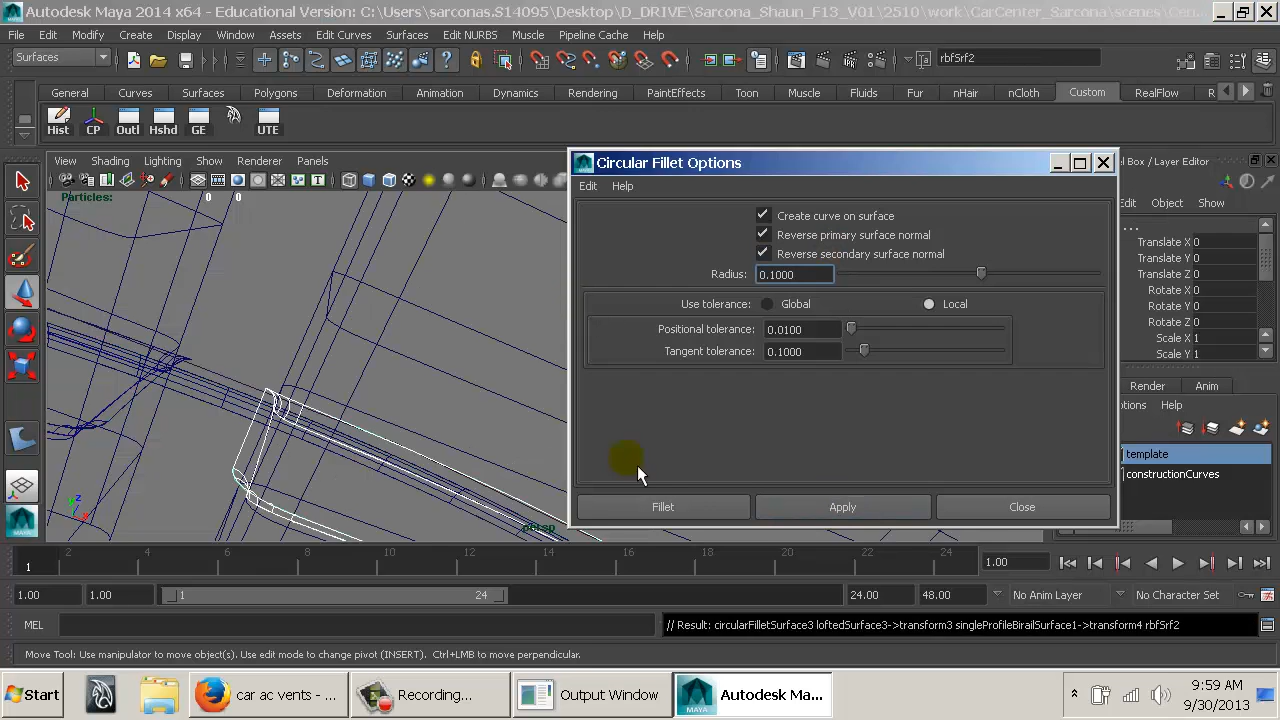 Autodesk Maya 2014 x64 - Educational Version: C:\Users\sarconas.S14095\Desktop\D_DRIVE\Sarcona_Shaun_F13_V01_2510\work\CarCenter_Sarcona\scenes\Cen
File Edit Modify Create Display Window Assets Edit Curves Surfaces Edit NURBS Muscle Pipeline Cache Help
Surfaces rbfSrf2
General Curves Surfaces Polygons Deformation Animation Dynamics Rendering PaintEffects Toon Muscle Fluids Fur nHair nCloth Custom RealFlow R
Hist CP Outl Hshd GE UTE
View Shading Lighting Show Renderer Panels
Particles: 0 0
persp
Circular Fillet Options
Edit Help
Create curve on surface
Reverse primary surface normal
Reverse secondary surface normal
Radius: 0.1000
Use tolerance: Global Local
Positional tolerance: 0.0100
Tangent tolerance: 0.1000
Fillet Apply Close
Box / Layer Editor
Edit Object Show
...
Translate X 0
Translate Y 0
Translate Z 0
Rotate X 0
Rotate Y 0
Rotate Z 0
Scale X 1
Scale Y 1
Render Anim
tions Help
template
constructionCurves
1 2 4 6 8 10 12 14 16 18 20 22 24 1.00
1.00 1.00 1 24 24.00 48.00 No Anim Layer No Character Set
MEL // Result: circularFilletSurface3 loftedSurface3->transform3 singleProfileBirailSurface1->transform4 rbfSrf2
Move Tool: Use manipulator to move object(s). Use edit mode to change pivot (INSERT). Ctrl+LMB to move perpendicular.
Start car ac vents - ... Recording... Output Window Autodesk Ma... 9:59 AM
9/30/2013